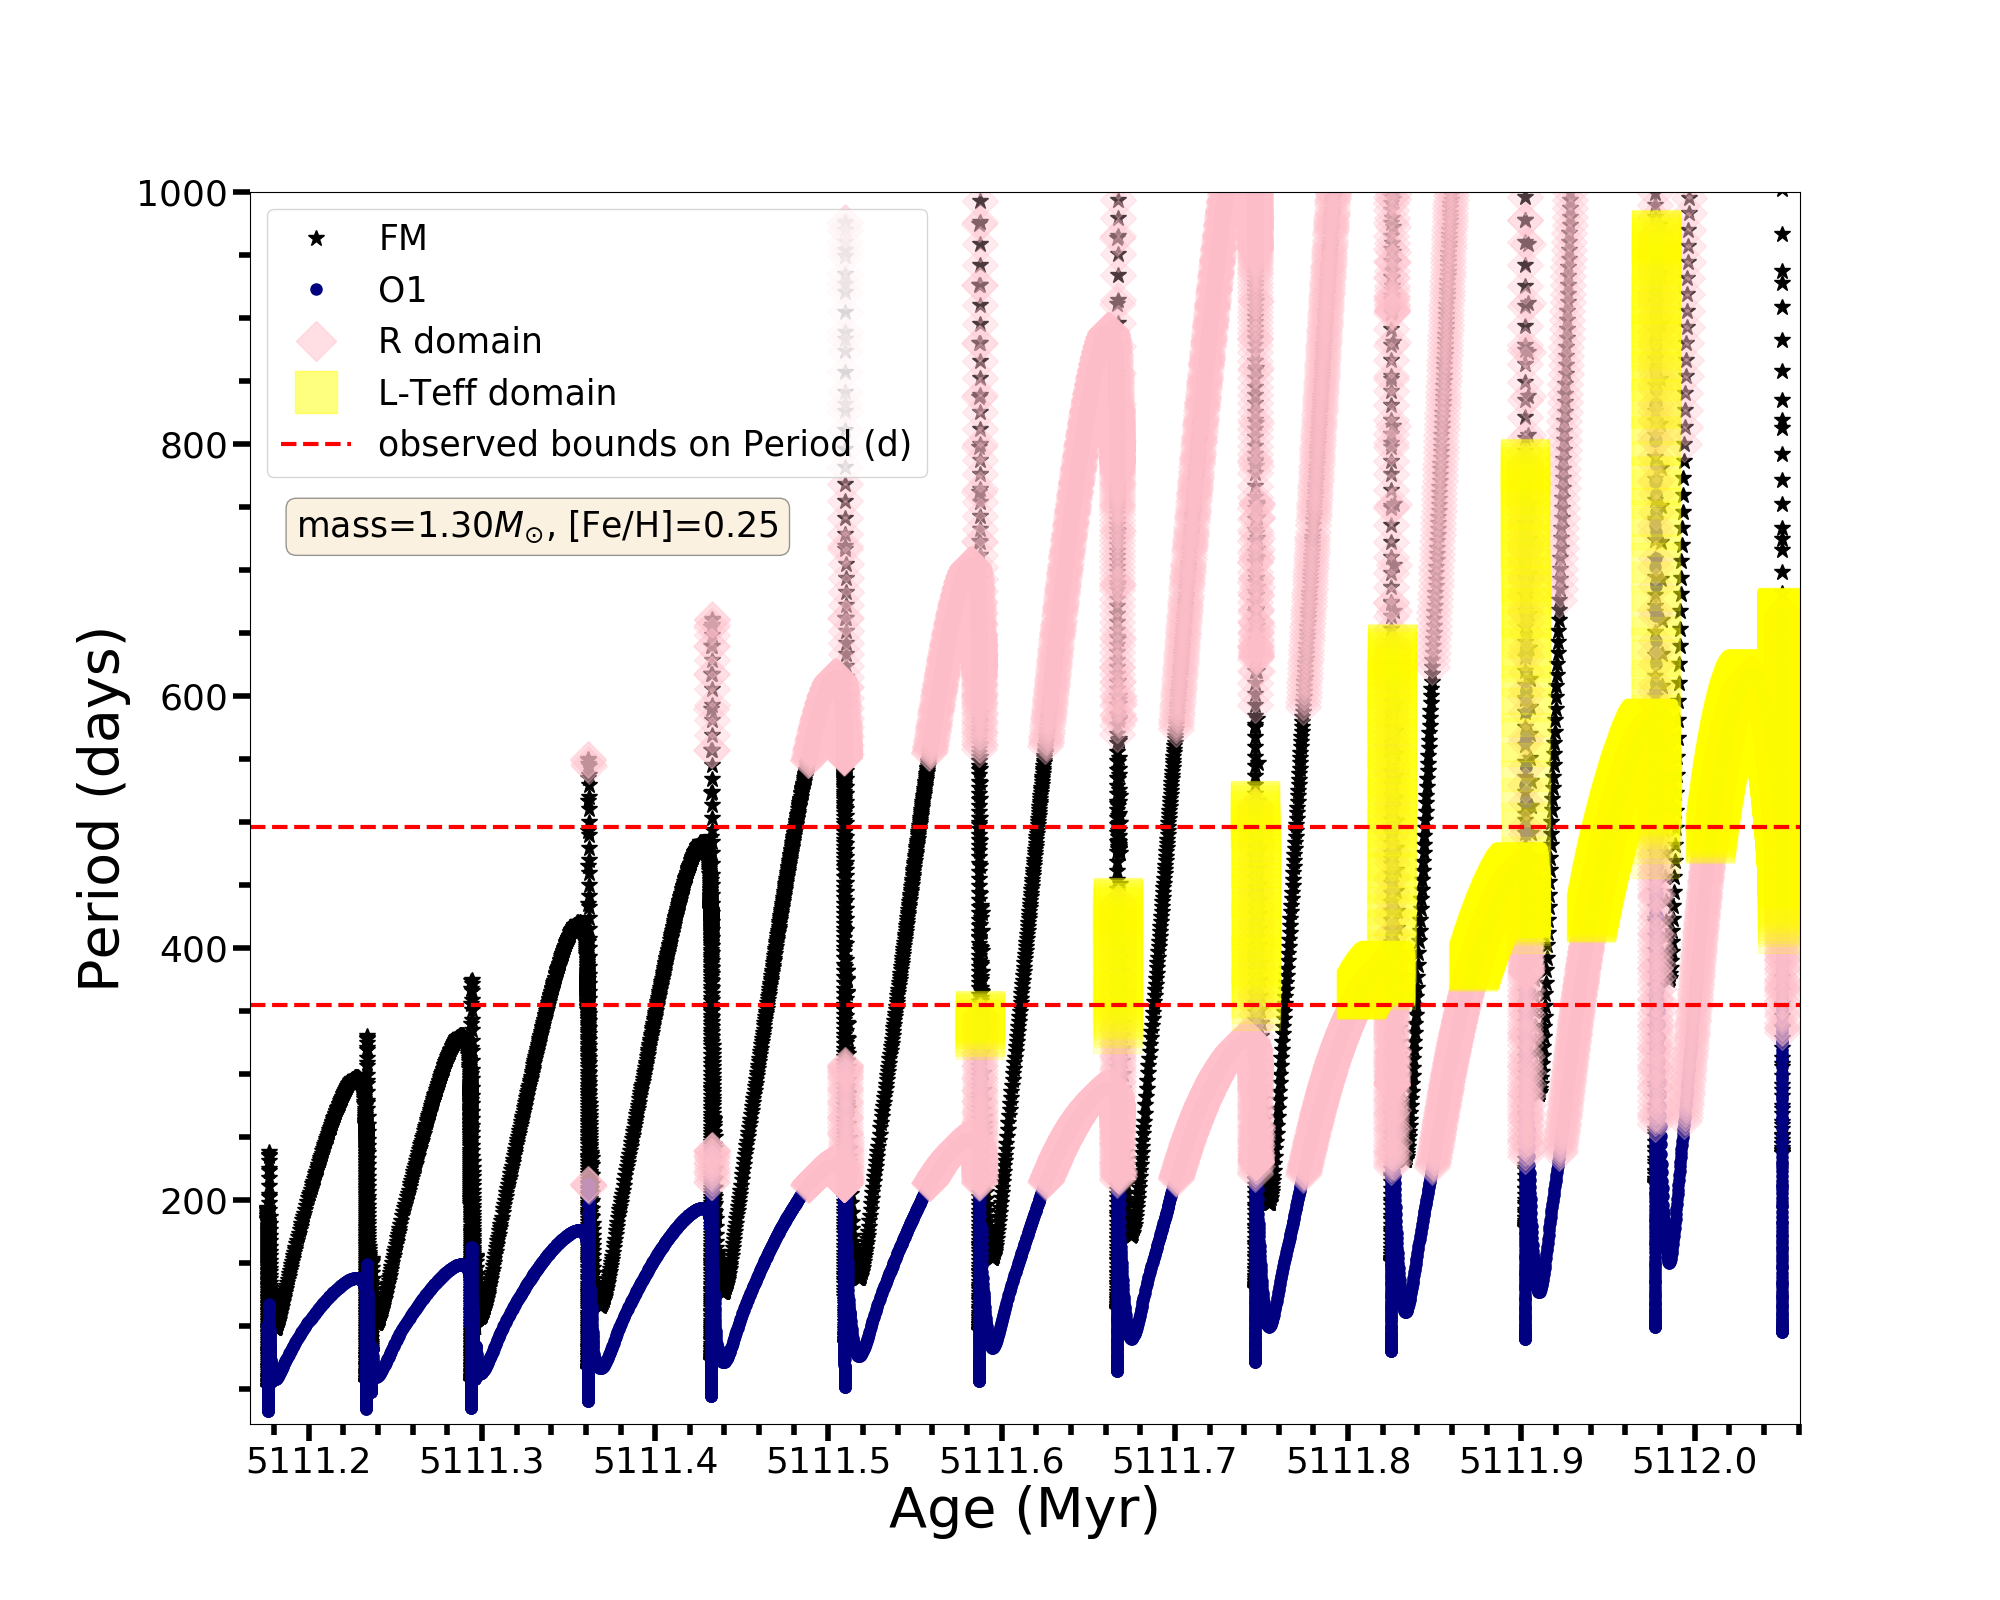 1000
800
600
400
200
Period (days)
FM
O1
R domain
L-Teff domain
observed bounds on Period (d)
mass=1.30M⊙, [Fe/H]=0.25
5111.2 5111.3 5111.4 5111.5 5111.6 5111.7 5111.8 5111.9 5112.0
Age (Myr)